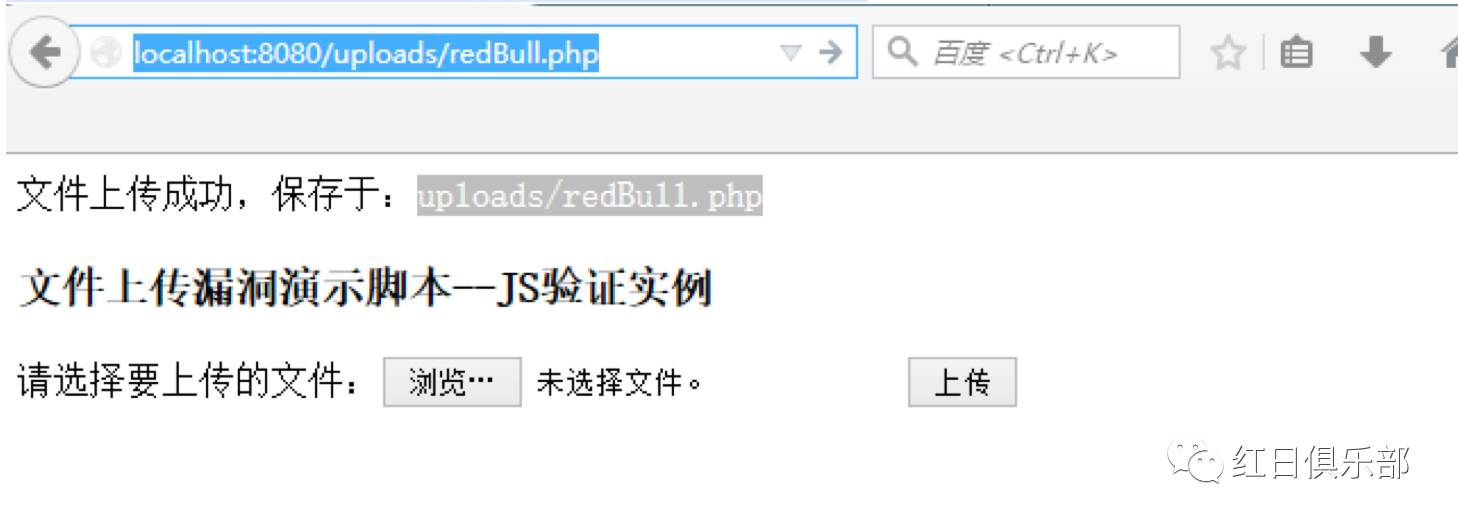 localhost:8080/uploads/redBull.php
百度 <Ctrl+K>
文件上传成功，保存于：uploads/redBull.php
文件上传漏洞演示脚本--JS验证实例
请选择要上传的文件：浏览… 未选择文件。 上传
红日俱乐部